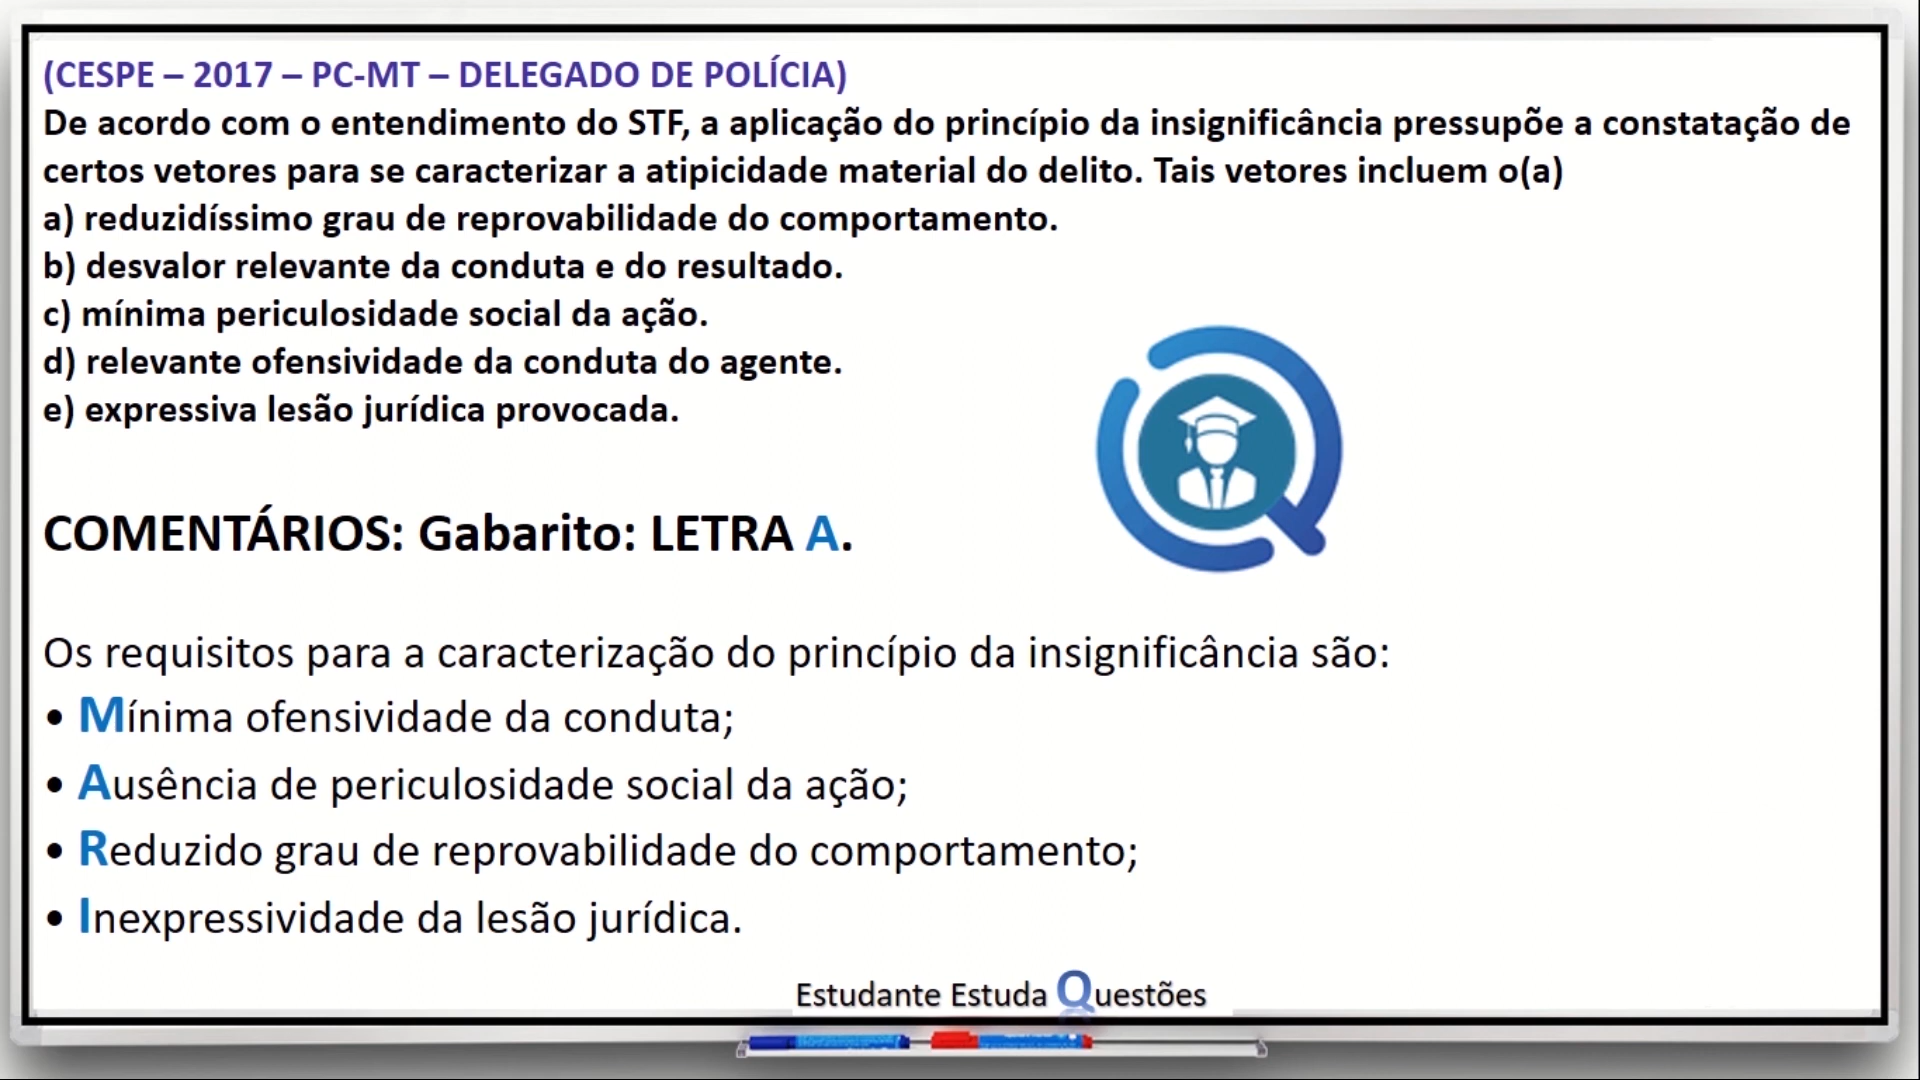 (CESPE – 2017 – PC-MT – DELEGADO DE POLÍCIA)
De acordo com o entendimento do STF, a aplicação do princípio da insignificância pressupõe a constatação de
certos vetores para se caracterizar a atipicidade material do delito. Tais vetores incluem o(a)
a) reduzidíssimo grau de reprovabilidade do comportamento.
b) desvalor relevante da conduta e do resultado.
c) mínima periculosidade social da ação.
d) relevante ofensividade da conduta do agente.
e) expressiva lesão jurídica provocada.
COMENTÁRIOS: Gabarito: LETRA A.
Os requisitos para a caracterização do princípio da insignificância são:
• Mínima ofensividade da conduta;
• Ausência de periculosidade social da ação;
• Reduzido grau de reprovabilidade do comportamento;
• Inexpressividade da lesão jurídica.
Estudante Estuda Questões